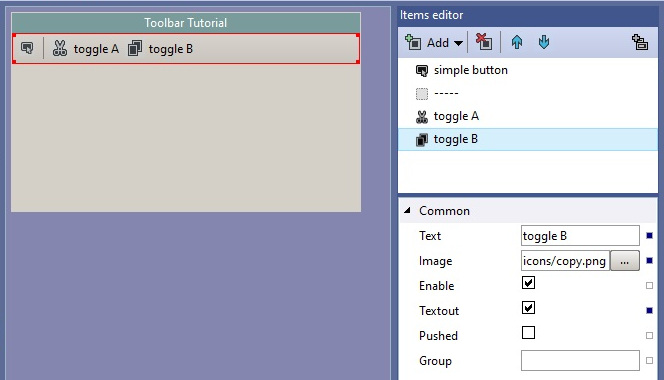 Toolbar Tutorial
toggle A toggle B
Items editor
Add
simple button
-----
toggle A
toggle B
Common
Text toggle B
Image icons/copy.png ...
Enable
Textout
Pushed
Group